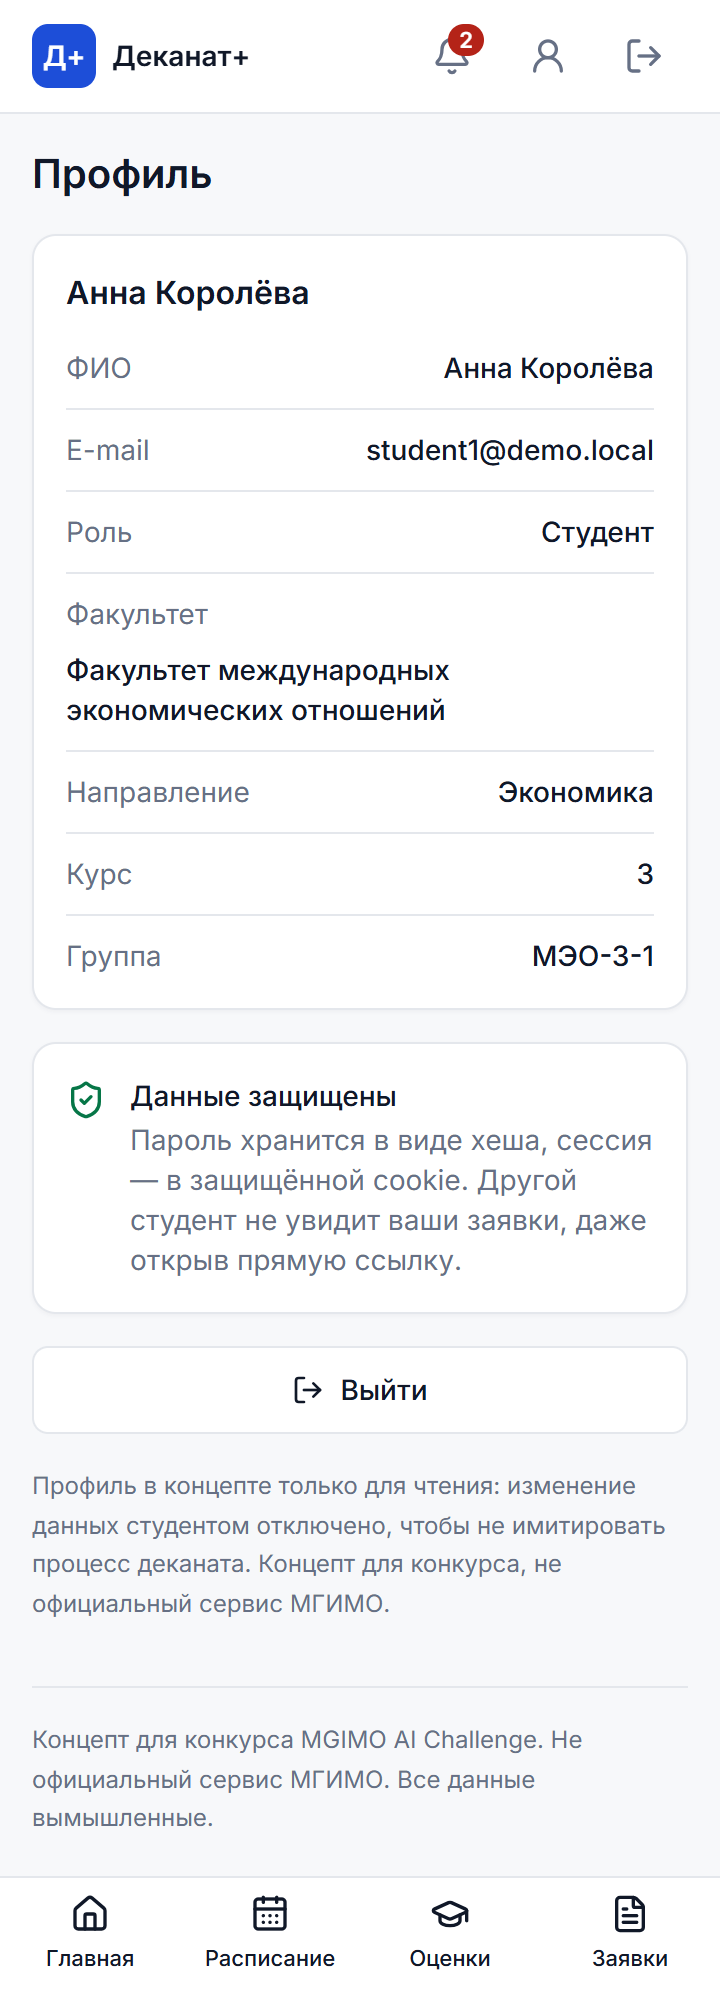 Д+ Деканат+ 2
Профиль
Анна Королёва
ФИО Анна Королёва
E-mail student1@demo.local
Роль Студент
Факультет
Факультет международных
экономических отношений
Направление Экономика
Курс 3
Группа МЭО-3-1
Данные защищены
Пароль хранится в виде хеша, сессия
— в защищённой cookie. Другой
студент не увидит ваши заявки, даже
открыв прямую ссылку.
Выйти
Профиль в концепте только для чтения: изменение
данных студентом отключено, чтобы не имитировать
процесс деканата. Концепт для конкурса, не
официальный сервис МГИМО.
Концепт для конкурса MGIMO AI Challenge. Не
официальный сервис МГИМО. Все данные
вымышленные.
Главная Расписание Оценки Заявки